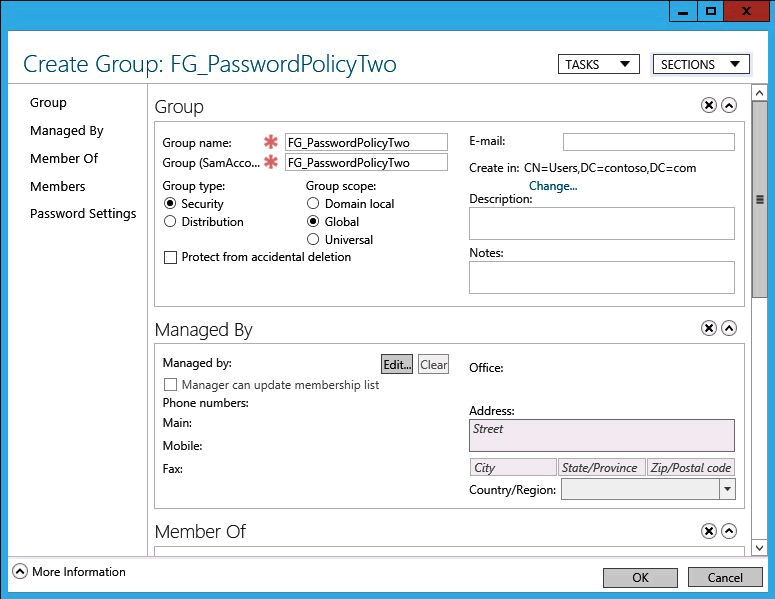 Create Group: FG_PasswordPolicyTwo
TASKS
SECTIONS
Group
Managed By
Member Of
Members
Password Settings
Group
Group name:
FG_PasswordPolicyTwo
Group (SamAcco...
FG_PasswordPolicyTwo
Group type:
Group scope:
Security
Domain local
Distribution
Global
Universal
Protect from accidental deletion
E-mail:
Create in: CN=Users,DC=contoso,DC=com
Change...
Description:
Notes:
Managed By
Managed by:
Edit...
Clear
Manager can update membership list
Phone numbers:
Main:
Mobile:
Fax:
Office:
Address:
Street
City
State/Province
Zip/Postal code
Country/Region:
Member Of
More Information
OK
Cancel